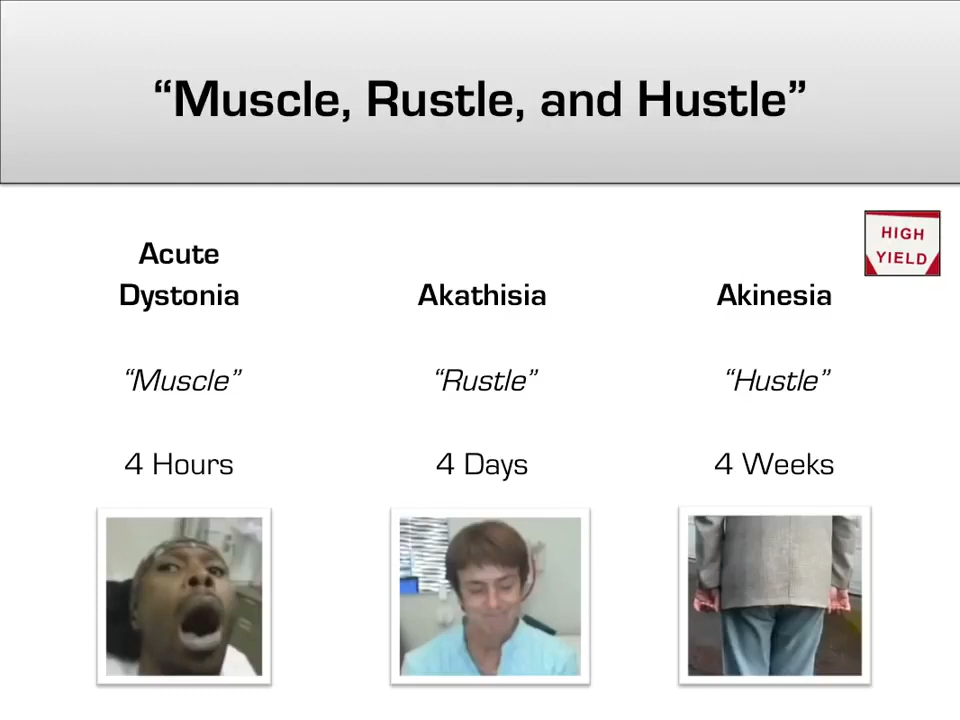 “Muscle, Rustle, and Hustle”
HIGH
YIELD
Acute
Dystonia
Akathisia
Akinesia
“Muscle”
“Rustle”
“Hustle”
4 Hours
4 Days
4 Weeks